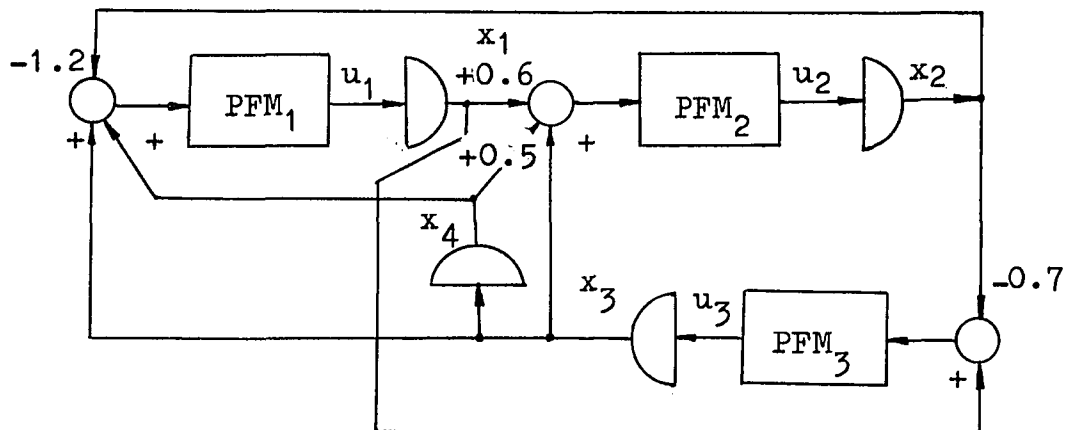 -1.2
PFM1
u1
x1
+0.6
PFM2
u2
x2
+
+
+0.5
+
x4
x3
u3
PFM3
-0.7
+